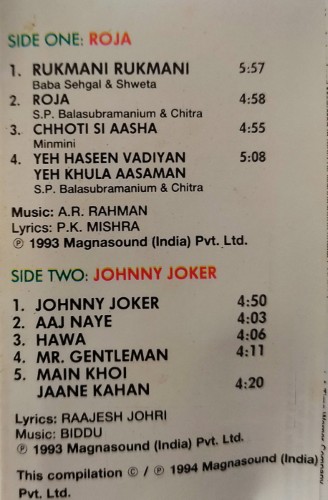 SIDE ONE: ROJA
1. RUKMANI RUKMANI 5:57
Baba Sehgal & Shweta
2. ROJA 4:58
S.P. Balasubramanium & Chitra
3. CHHOTI SI AASHA 4:55
Minmini
4. YEH HASEEN VADIYAN 5:08
YEH KHULA AASAMAN
S.P. Balasubramanium & Chitra
Music: A.R. RAHMAN
Lyrics: P.K. MISHRA
℗ 1993 Magnasound (India) Pvt. Ltd.
SIDE TWO: JOHNNY JOKER
1. JOHNNY JOKER 4:50
2. AAJ NAYE 4:03
3. HAWA 4:06
4. MR. GENTLEMAN 4:11
5. MAIN KHOI
JAANE KAHAN 4:20
Lyrics: RAAJESH JOHRI
Music: BIDDU
℗ 1993 Magnasound (India) Pvt. Ltd.
This compilation © / ℗ 1994 Magnasound (India)
Pvt. Ltd.